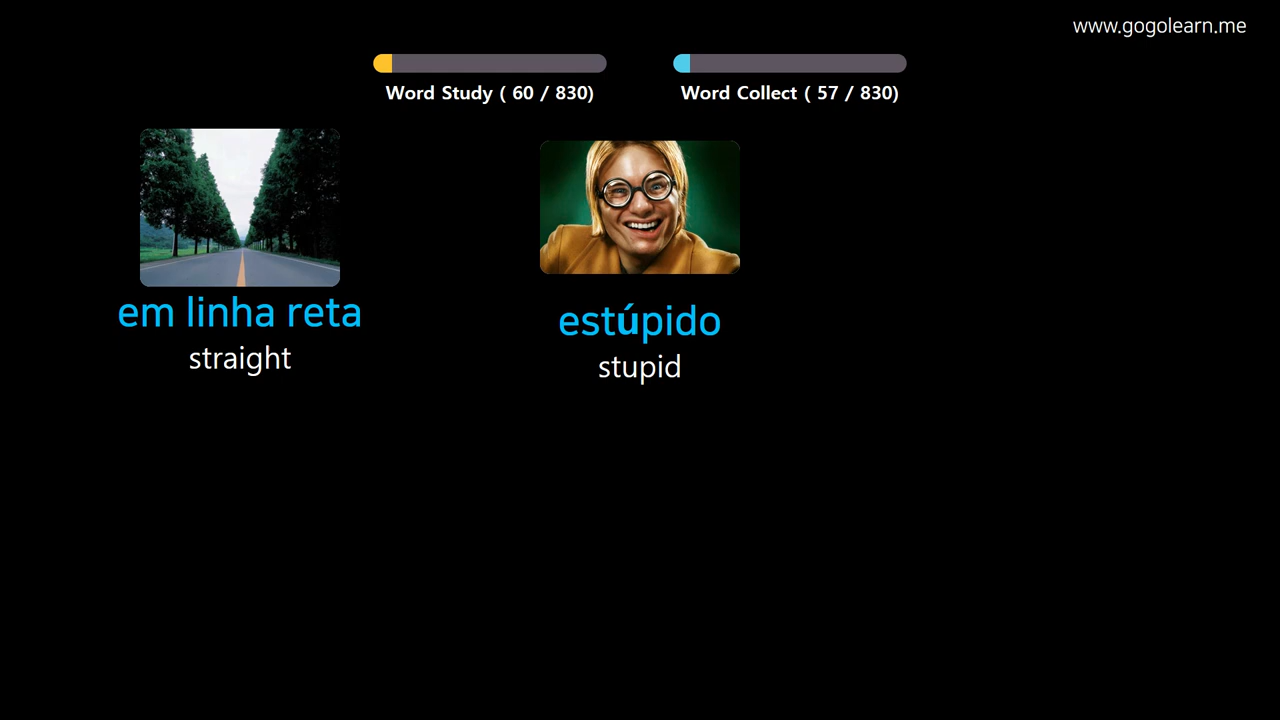 www.gogolearn.me
Word Study ( 60 / 830)
Word Collect ( 57 / 830)
em linha reta
straight
estúpido
stupid